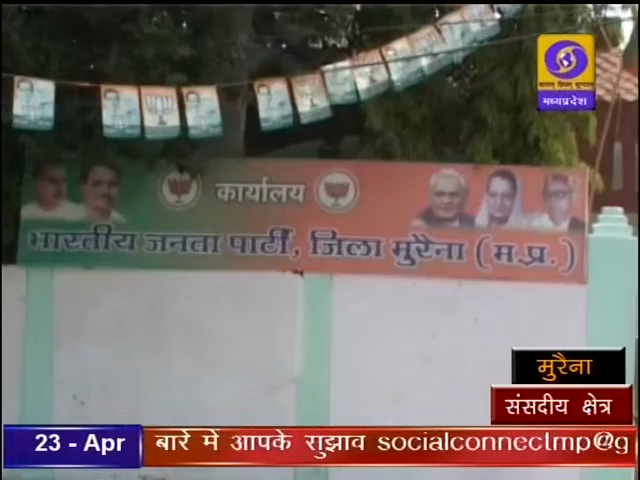 मध्यप्रदेश
कार्यालय
भारतीय जनता पार्टी, जिला मुरैना (म.प्र.)
मुरैना
संसदीय क्षेत्र
23 - Apr
बारे में आपके सुझाव socialconnectmp@g